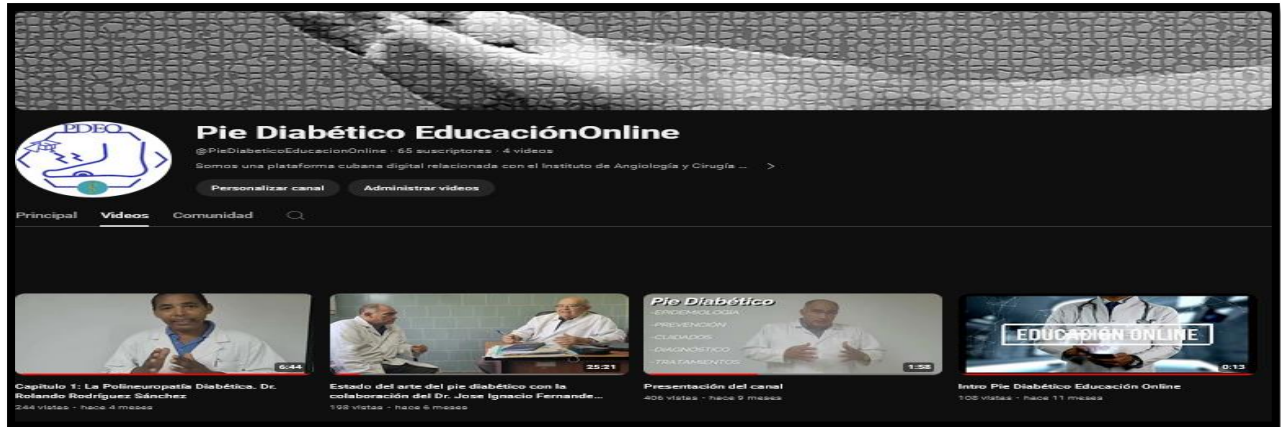 PDEO
Pie Diabético EducaciónOnline
@PieDiabeticoEducacionOnline · 65 suscriptores · 4 videos
Somos una plataforma cubana digital relacionada con el Instituto de Angiología y Cirugía ... >
Personalizar canal Administrar videos
Principal Videos Comunidad
Pie Diabético
-EPIDEMIOLOGÍA
-PREVENCIÓN
-CUIDADOS
-DIAGNÓSTICO
-TRATAMIENTOS
EDUCACIÓN ONLINE
6:44 25:21 1:58 0:13
Capitulo 1: La Polineuropatía Diabética. Dr.
Rolando Rodríguez Sánchez
244 vistas · hace 4 meses
Estado del arte del pie diabético con la
colaboración del Dr. Jose Ignacio Fernande...
198 vistas · hace 6 meses
Presentación del canal
406 vistas · hace 9 meses
Intro Pie Diabético Educación Online
108 vistas · hace 11 meses